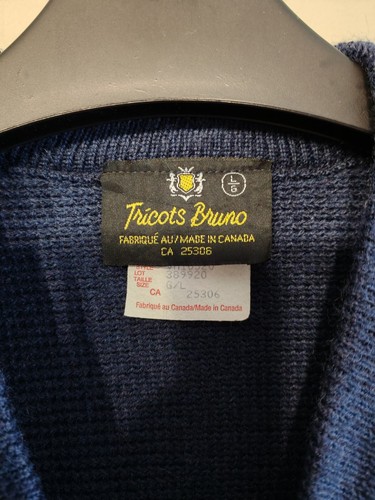 L/G
Tricots Bruno
FABRIQUÉ AU/MADE IN CANADA
CA 25306
LOT 389920
TAILLE
SIZE G/L
CA 25306
Fabriqué au Canada/Made in Canada